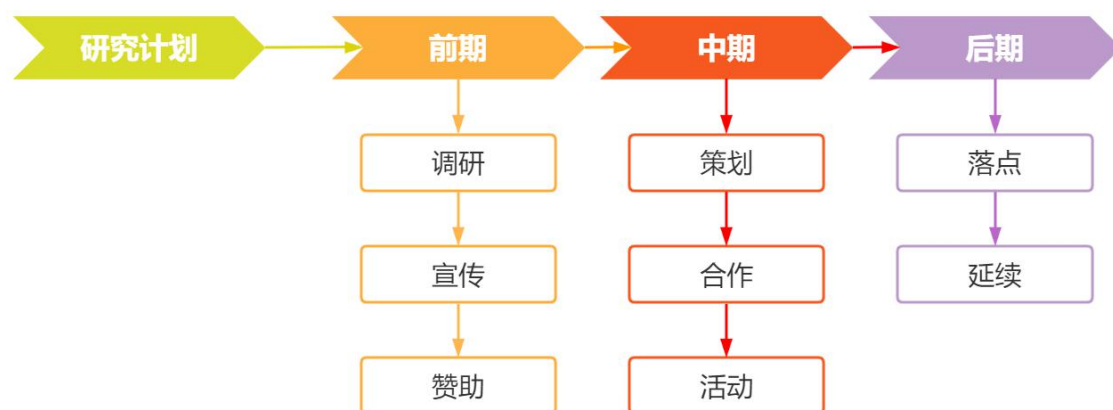 研究计划
前期
中期
后期
调研
策划
落点
宣传
合作
延续
赞助
活动